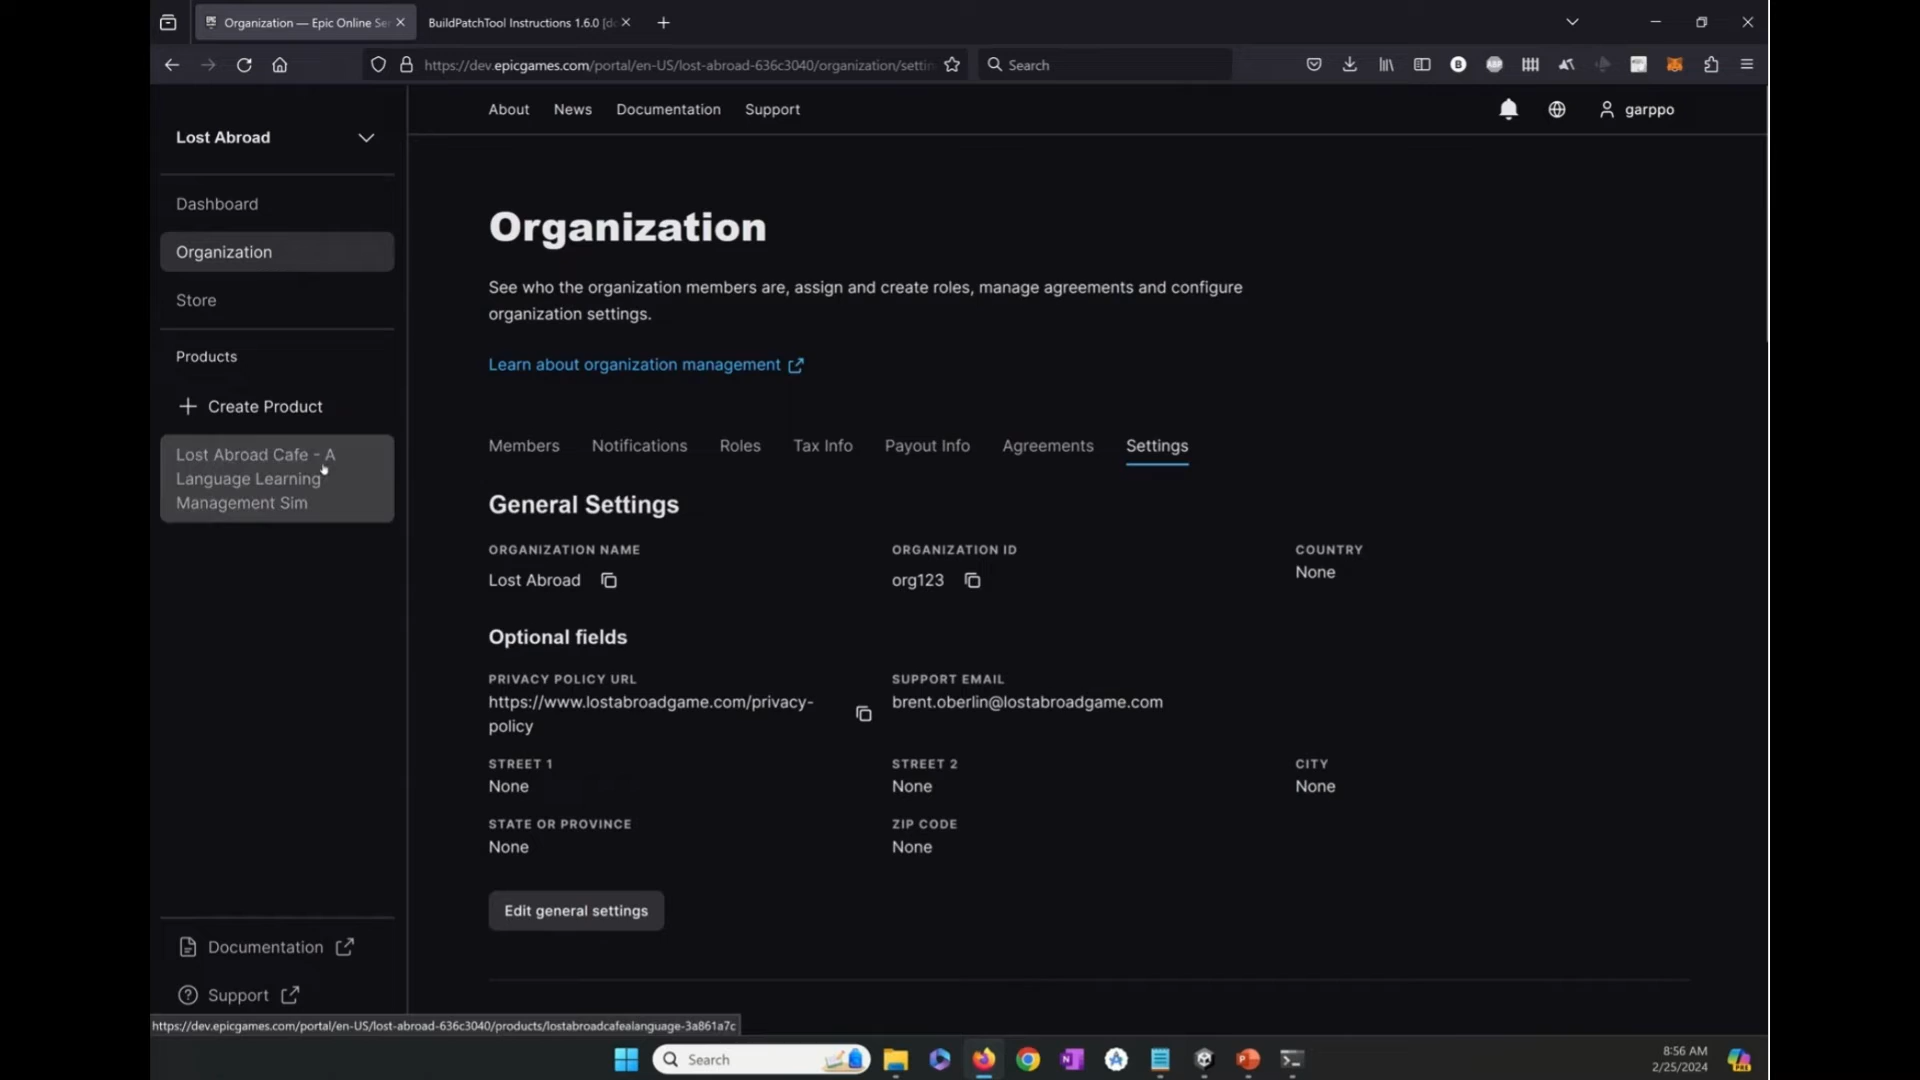 Organization — Epic Online Ser
BuildPatchTool Instructions 1.6.0 [d
https://dev.epicgames.com/portal/en-US/lost-abroad-636c3040/organization/settin
Search
Lost Abroad
About News Documentation Support
garppo
Dashboard
Organization
Store
Products
Create Product
Lost Abroad Cafe - A
Language Learning
Management Sim
Organization
See who the organization members are, assign and create roles, manage agreements and configure
organization settings.
Learn about organization management
Members Notifications Roles Tax Info Payout Info Agreements Settings
General Settings
ORGANIZATION NAME ORGANIZATION ID COUNTRY
Lost Abroad org123 None
Optional fields
PRIVACY POLICY URL SUPPORT EMAIL
https://www.lostabroadgame.com/privacy-
policy
brent.oberlin@lostabroadgame.com
STREET 1 STREET 2 CITY
None None None
STATE OR PROVINCE ZIP CODE
None None
Edit general settings
Documentation
Support
https://dev.epicgames.com/portal/en-US/lost-abroad-636c3040/products/lostabroadcafealanguage-3a861a7c
Search
8:56 AM
2/25/2024